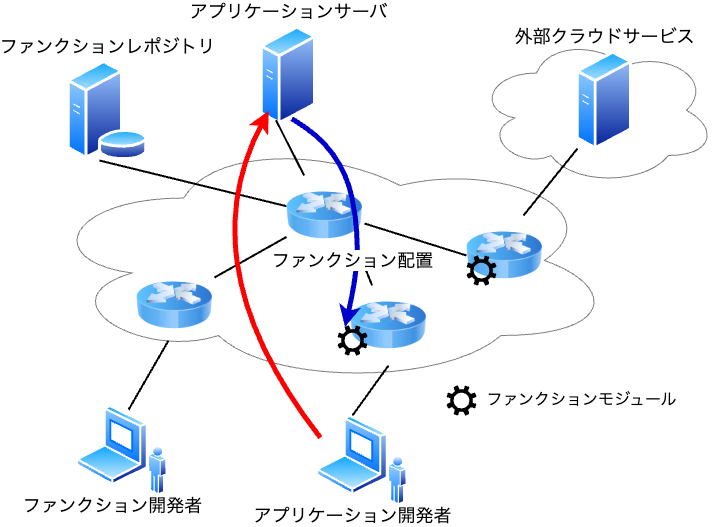 アプリケーションサーバ
ファンクションレポジトリ
外部クラウドサービス
ファンクション配置
ファンクションモジュール
ファンクション開発者
アプリケーション開発者